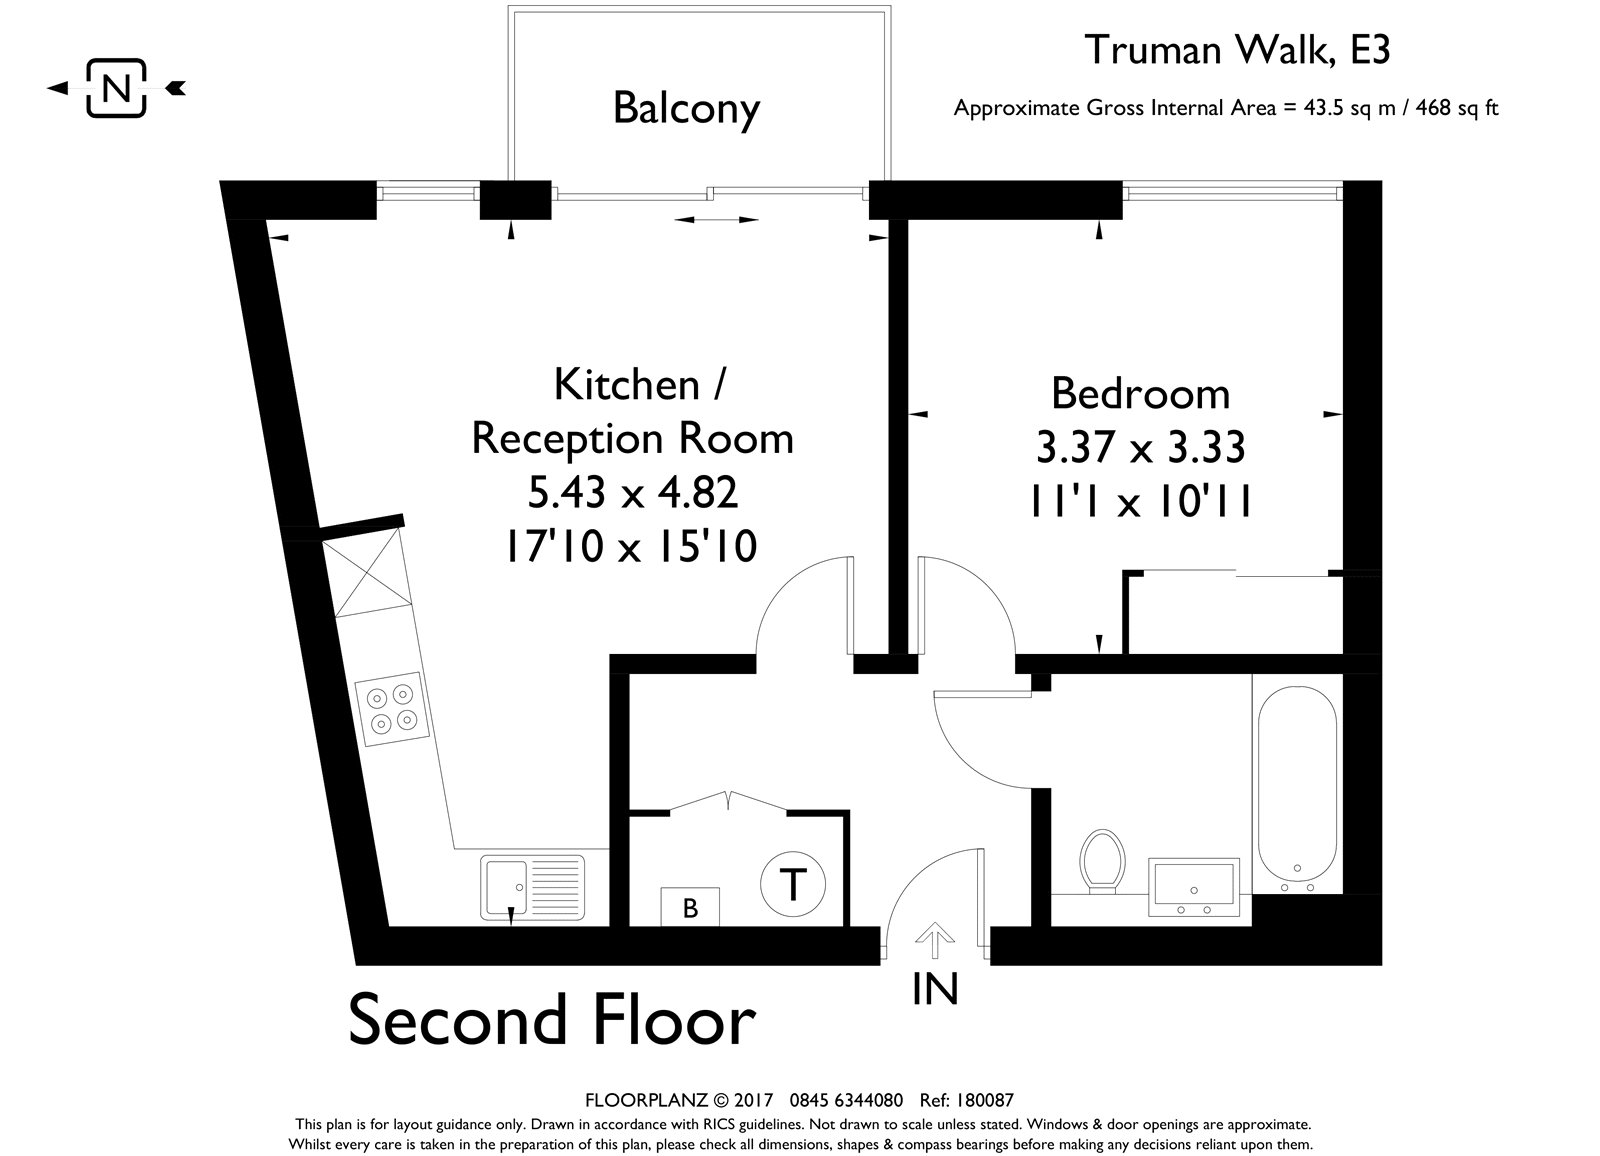 N
Balcony
Truman Walk, E3
Approximate Gross Internal Area = 43.5 sq m / 468 sq ft
Kitchen /
Reception Room
5.43 x 4.82
17'10 x 15'10
Bedroom
3.37 x 3.33
11'1 x 10'11
B
T
IN
Second Floor
FLOORPLANZ © 2017 0845 6344080 Ref: 180087
This plan is for layout guidance only. Drawn in accordance with RICS guidelines. Not drawn to scale unless stated. Windows & door openings are approximate.
Whilst every care is taken in the preparation of this plan, please check all dimensions, shapes & compass bearings before making any decisions reliant upon them.